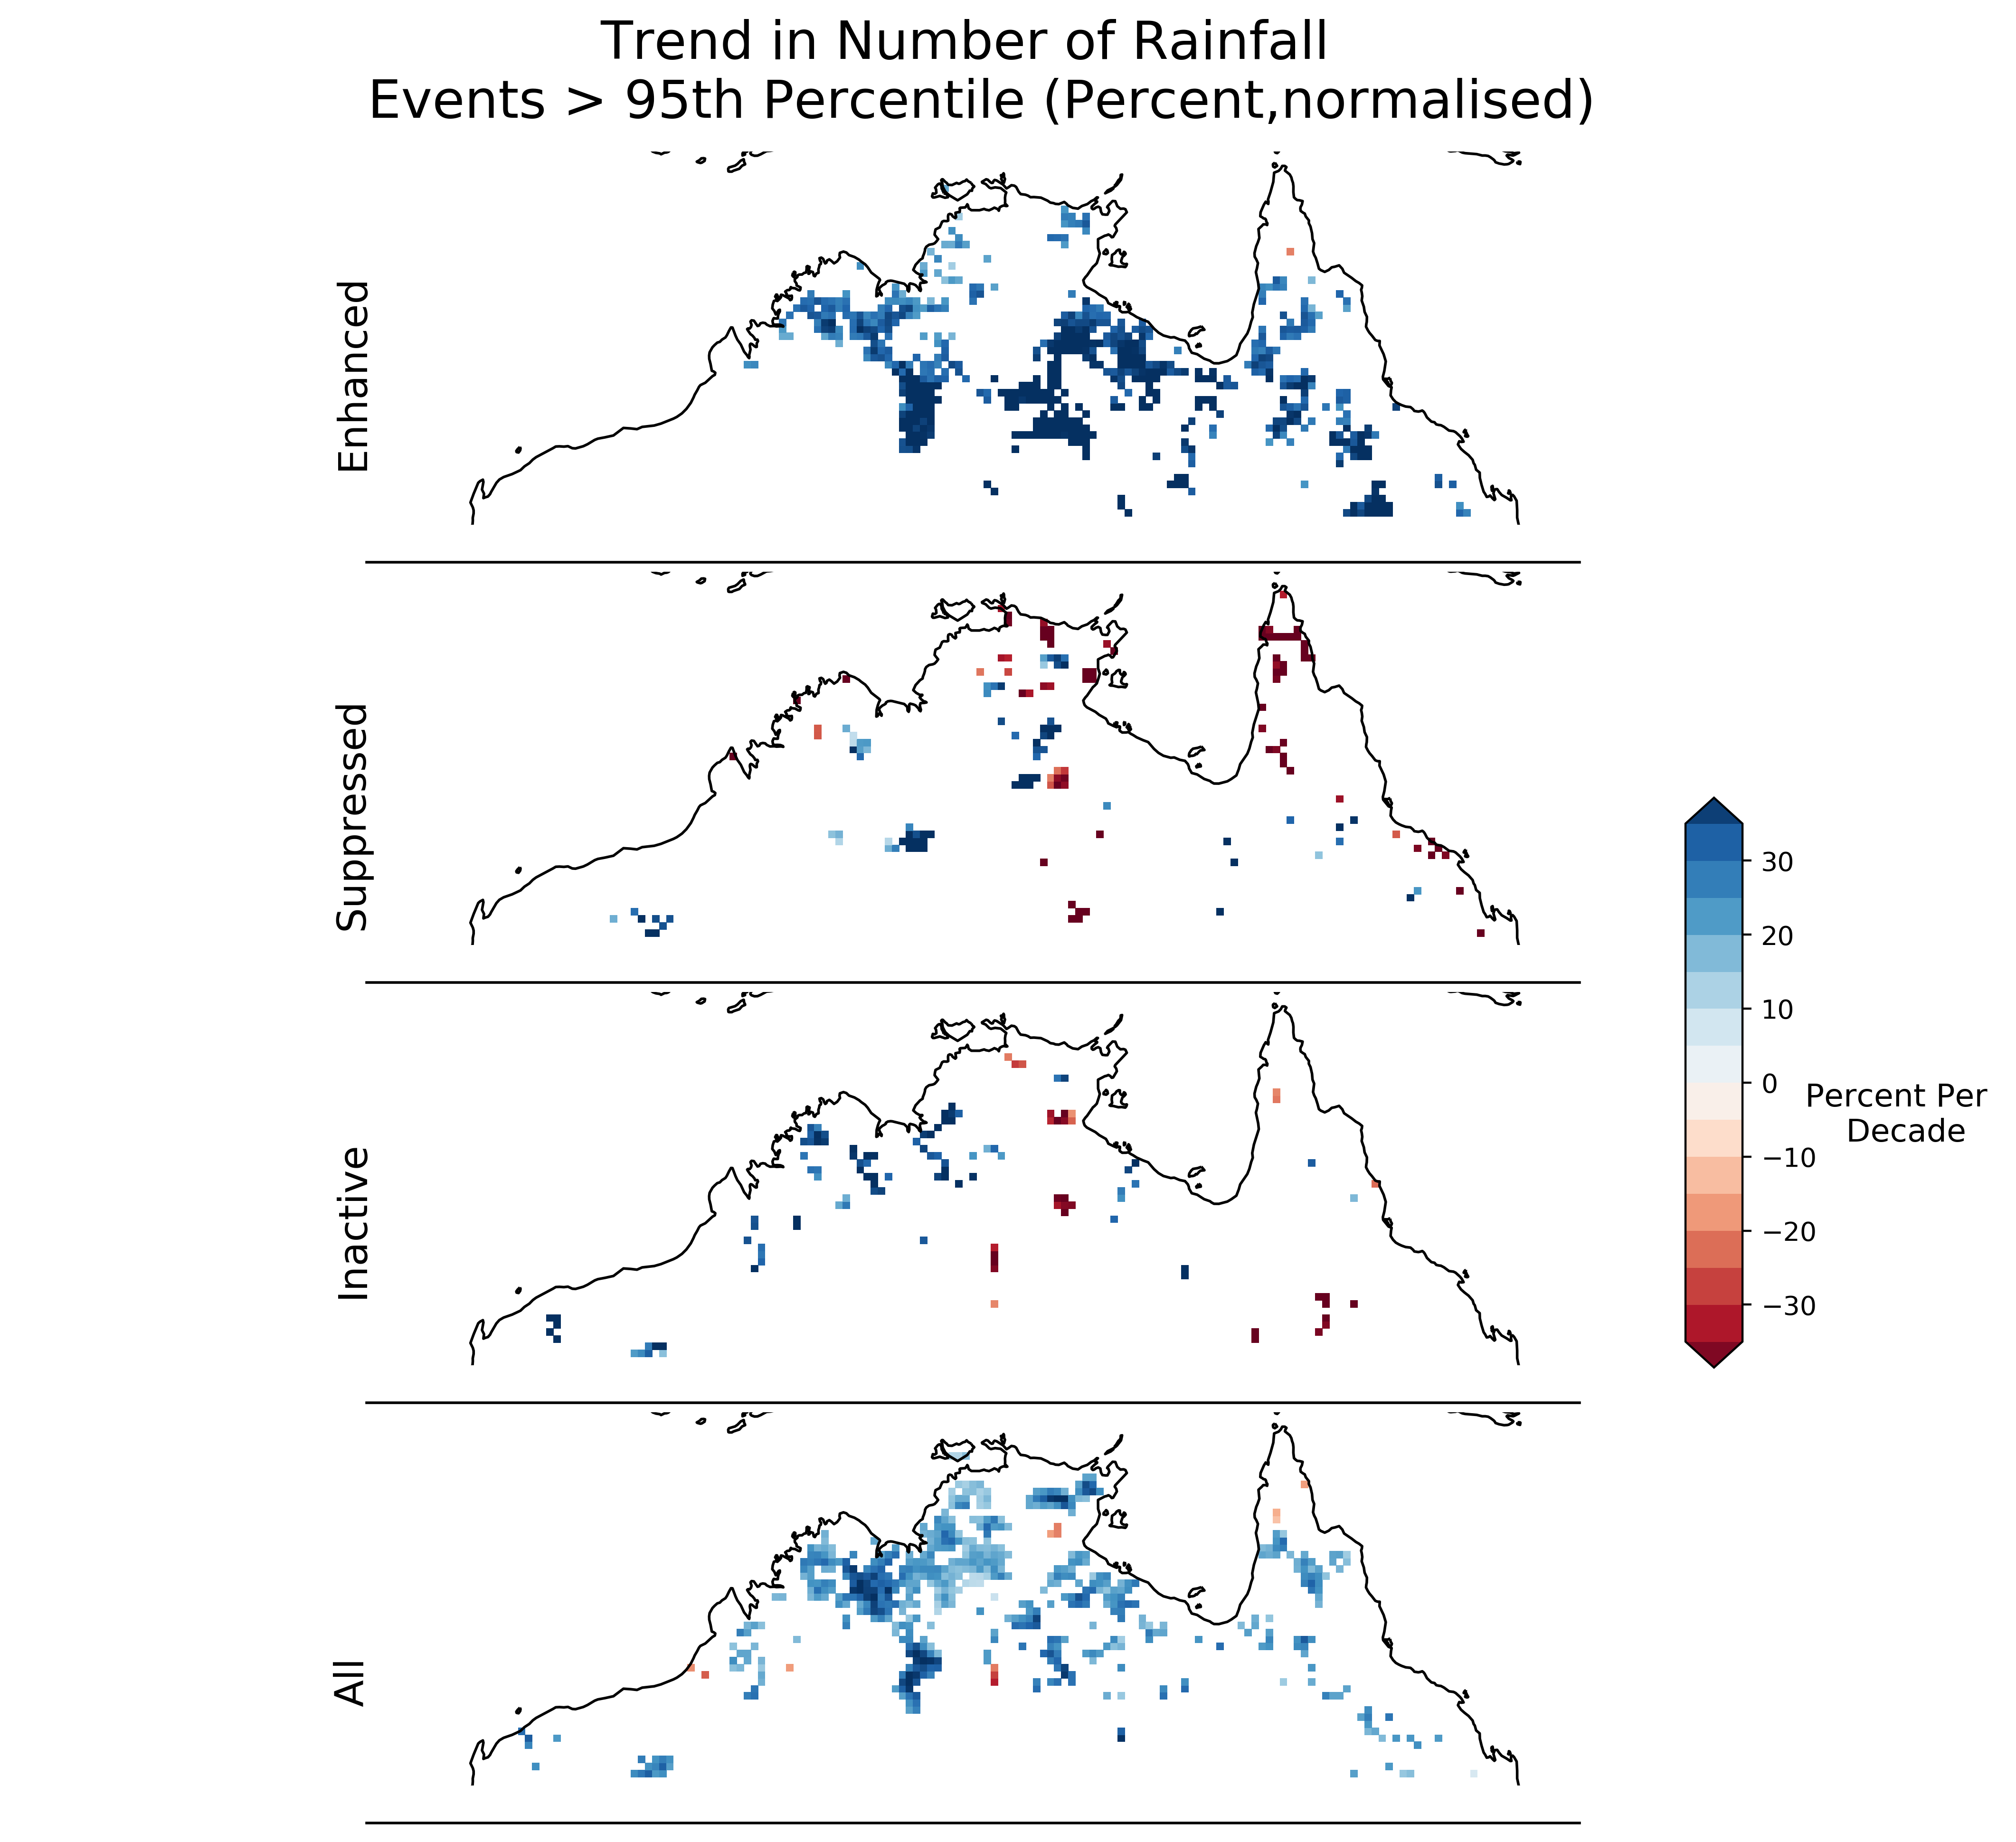 Trend in Number of Rainfall
Events > 95th Percentile (Percent,normalised)
Enhanced
Suppressed
Inactive
All
30
20
10
0
−10
−20
−30
Percent Per
Decade